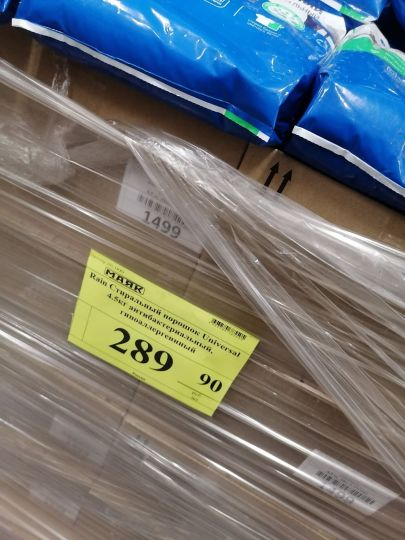 1499
МАЯК
Rain Стиральный порошок Universal
4.5кг антибактериальный,
гипоаллергенный
289 90